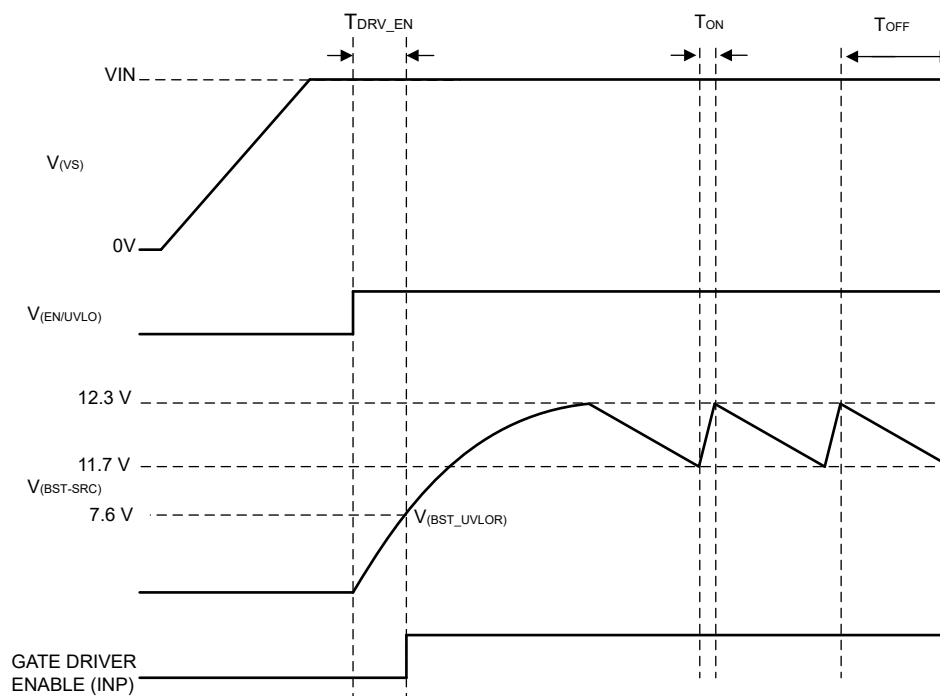 TDRV_EN
TON
TOFF
VIN
V(VS)
0V
V(EN/UVLO)
12.3 V
11.7 V
V(BST-SRC)
7.6 V
V(BST_UVLOR)
GATE DRIVER
ENABLE (INP)